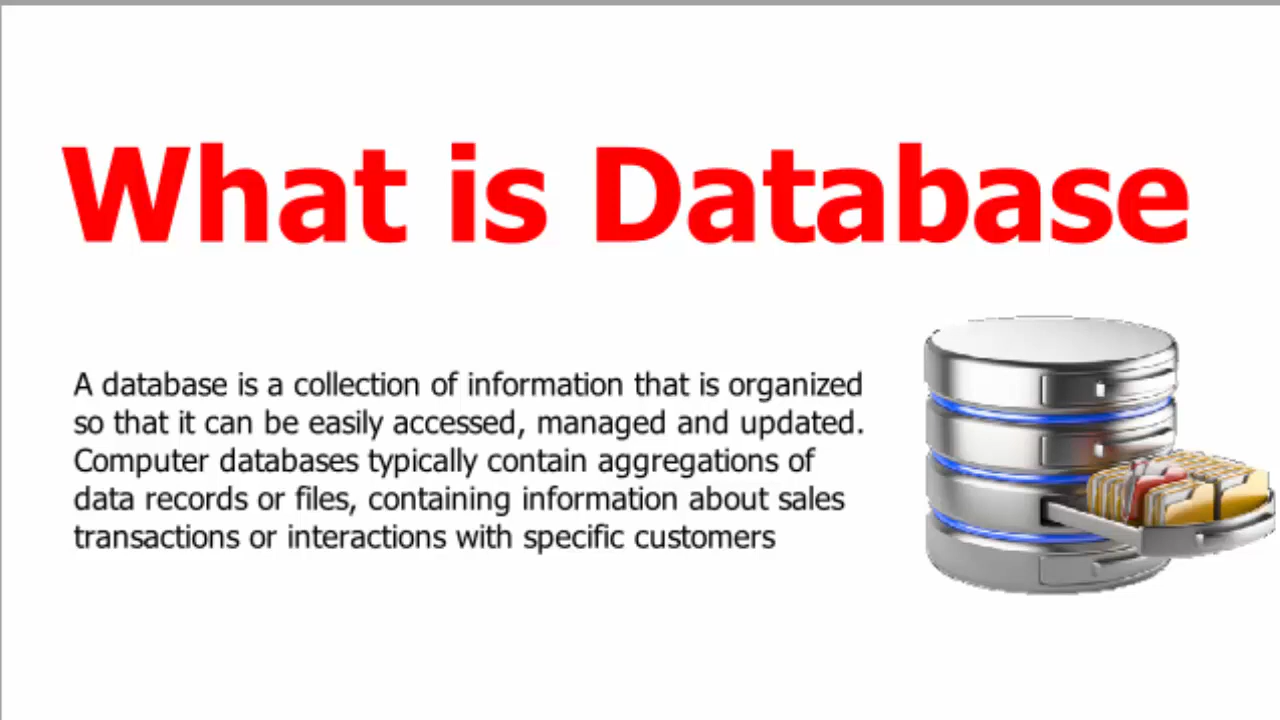 What is Database
A database is a collection of information that is organized
so that it can be easily accessed, managed and updated.
Computer databases typically contain aggregations of
data records or files, containing information about sales
transactions or interactions with specific customers